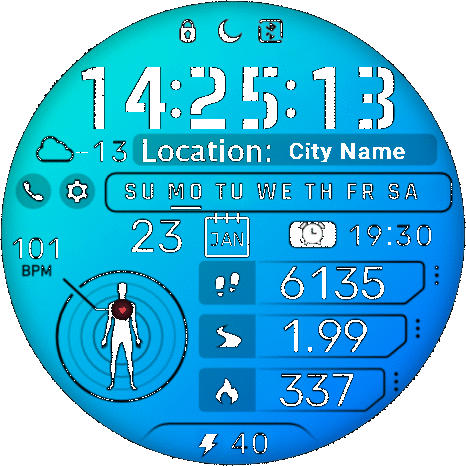 14:25:13
-13 Location: City Name
SU MO TU WE TH FR SA
23 JAN 19:30
101
BPM
6135
1.99
337
40